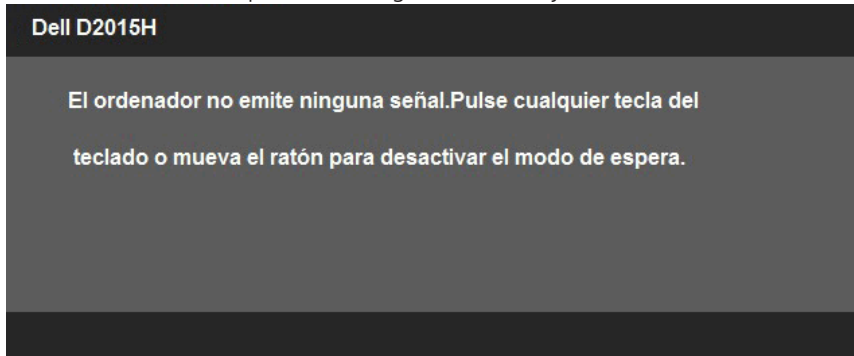 Dell D2015H
El ordenador no emite ninguna señal.Pulse cualquier tecla del
teclado o mueva el ratón para desactivar el modo de espera.